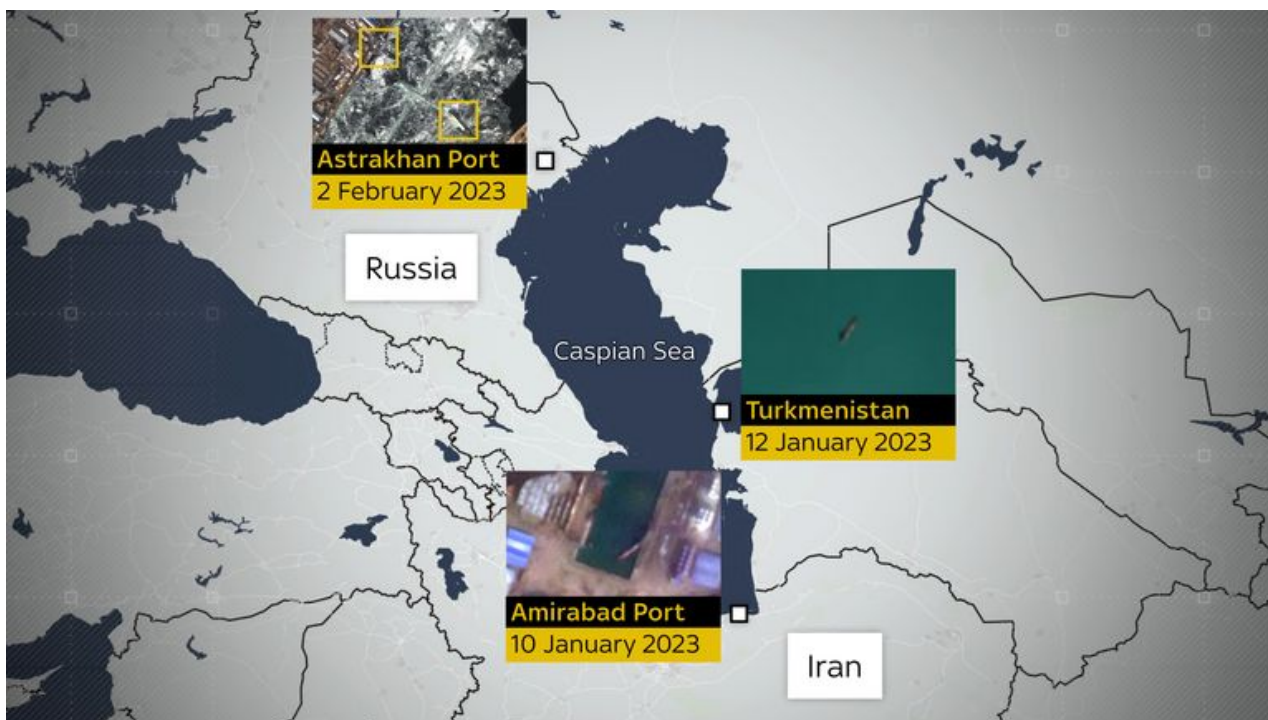 Astrakhan Port
2 February 2023
Russia
Caspian Sea
Turkmenistan
12 January 2023
Amirabad Port
10 January 2023
Iran